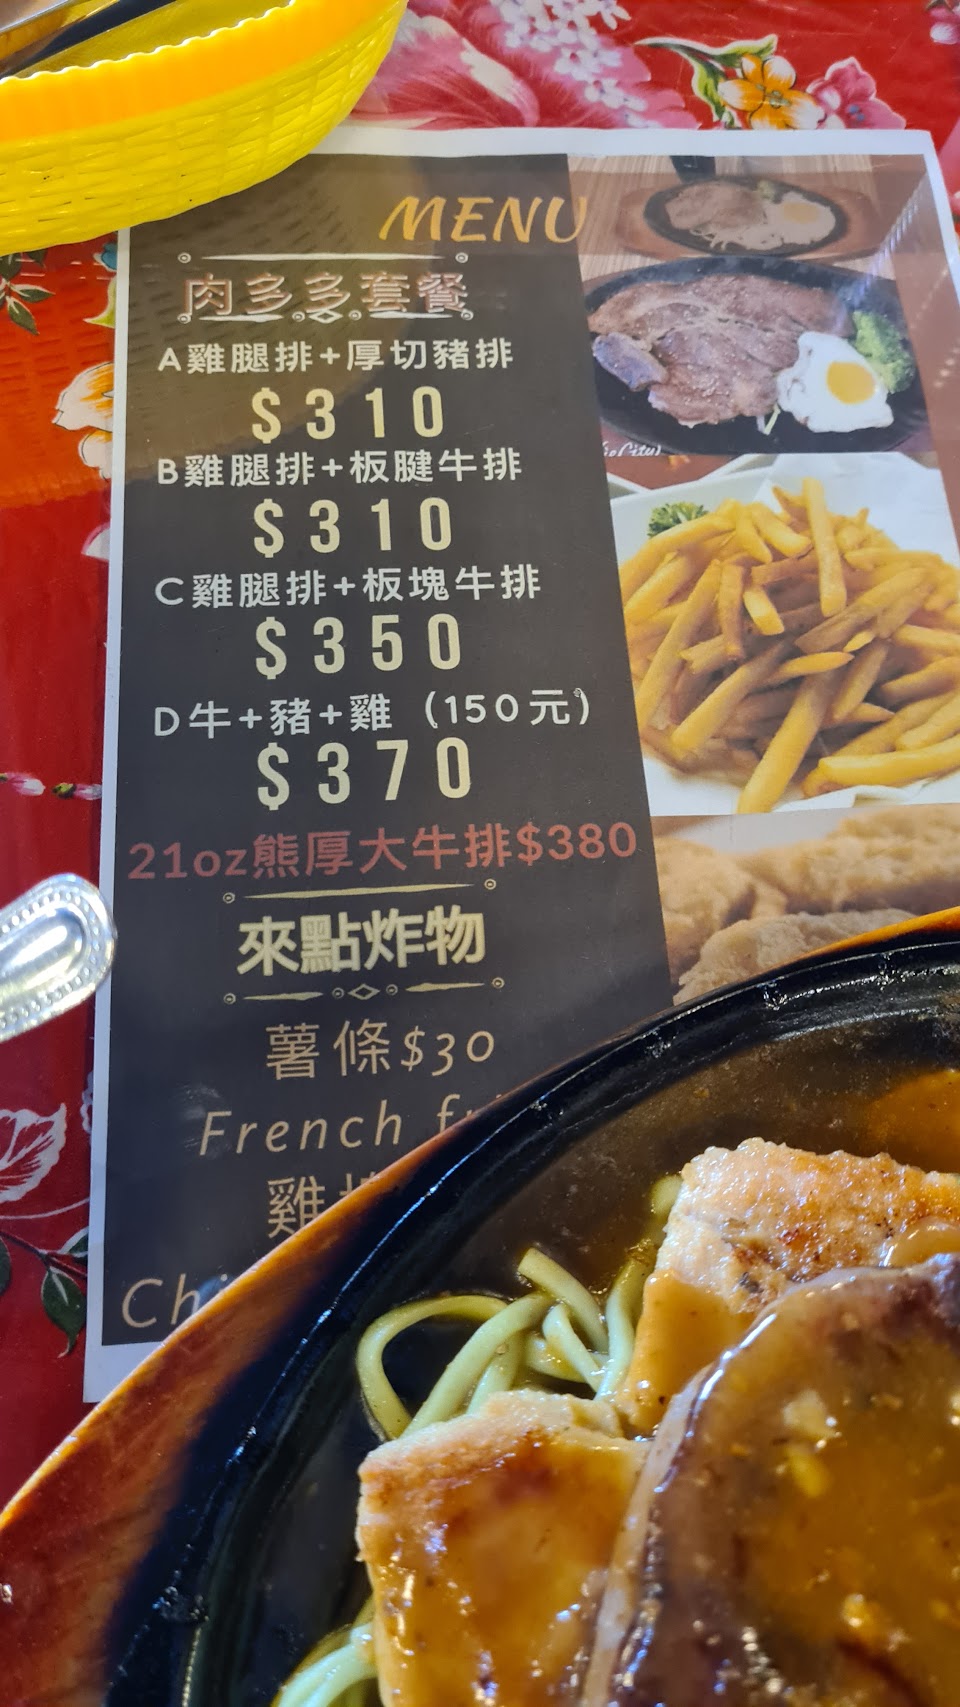 MENU
肉多多套餐
A雞腿排+厚切豬排
$310
B雞腿排+板腱牛排
$310
C雞腿排+板塊牛排
$350
D牛+豬+雞 (150元)
$370
21oz熊厚大牛排$380
來點炸物
薯條$30
French
雞